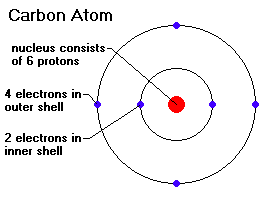 Carbon Atom
nucleus consists
of 6 protons
4 electrons in
outer shell
2 electrons in
inner shell